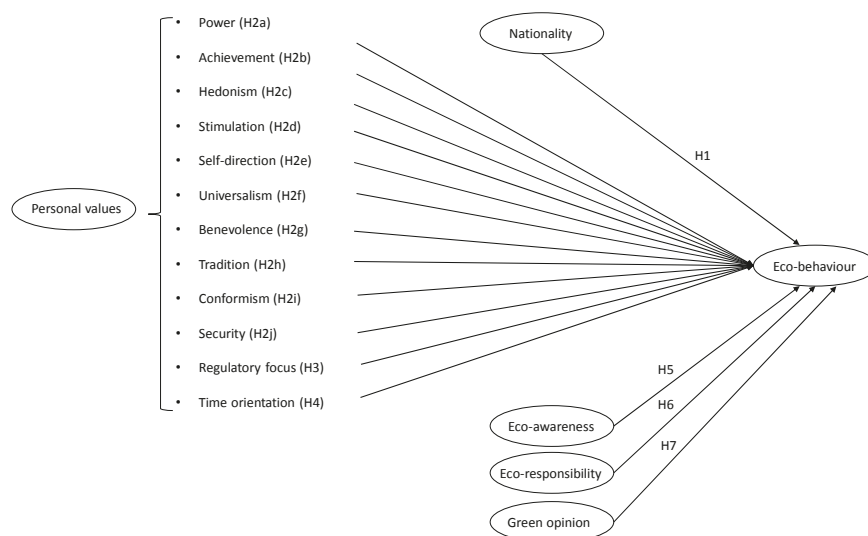 • Power (H2a)
• Achievement (H2b)
• Hedonism (H2c)
• Stimulation (H2d)
• Self-direction (H2e)
• Universalism (H2f)
• Benevolence (H2g)
• Tradition (H2h)
• Conformism (H2i)
• Security (H2j)
• Regulatory focus (H3)
• Time orientation (H4)
Personal values
Nationality
H1
Eco-behaviour
H5
H6
H7
Eco-awareness
Eco-responsibility
Green opinion